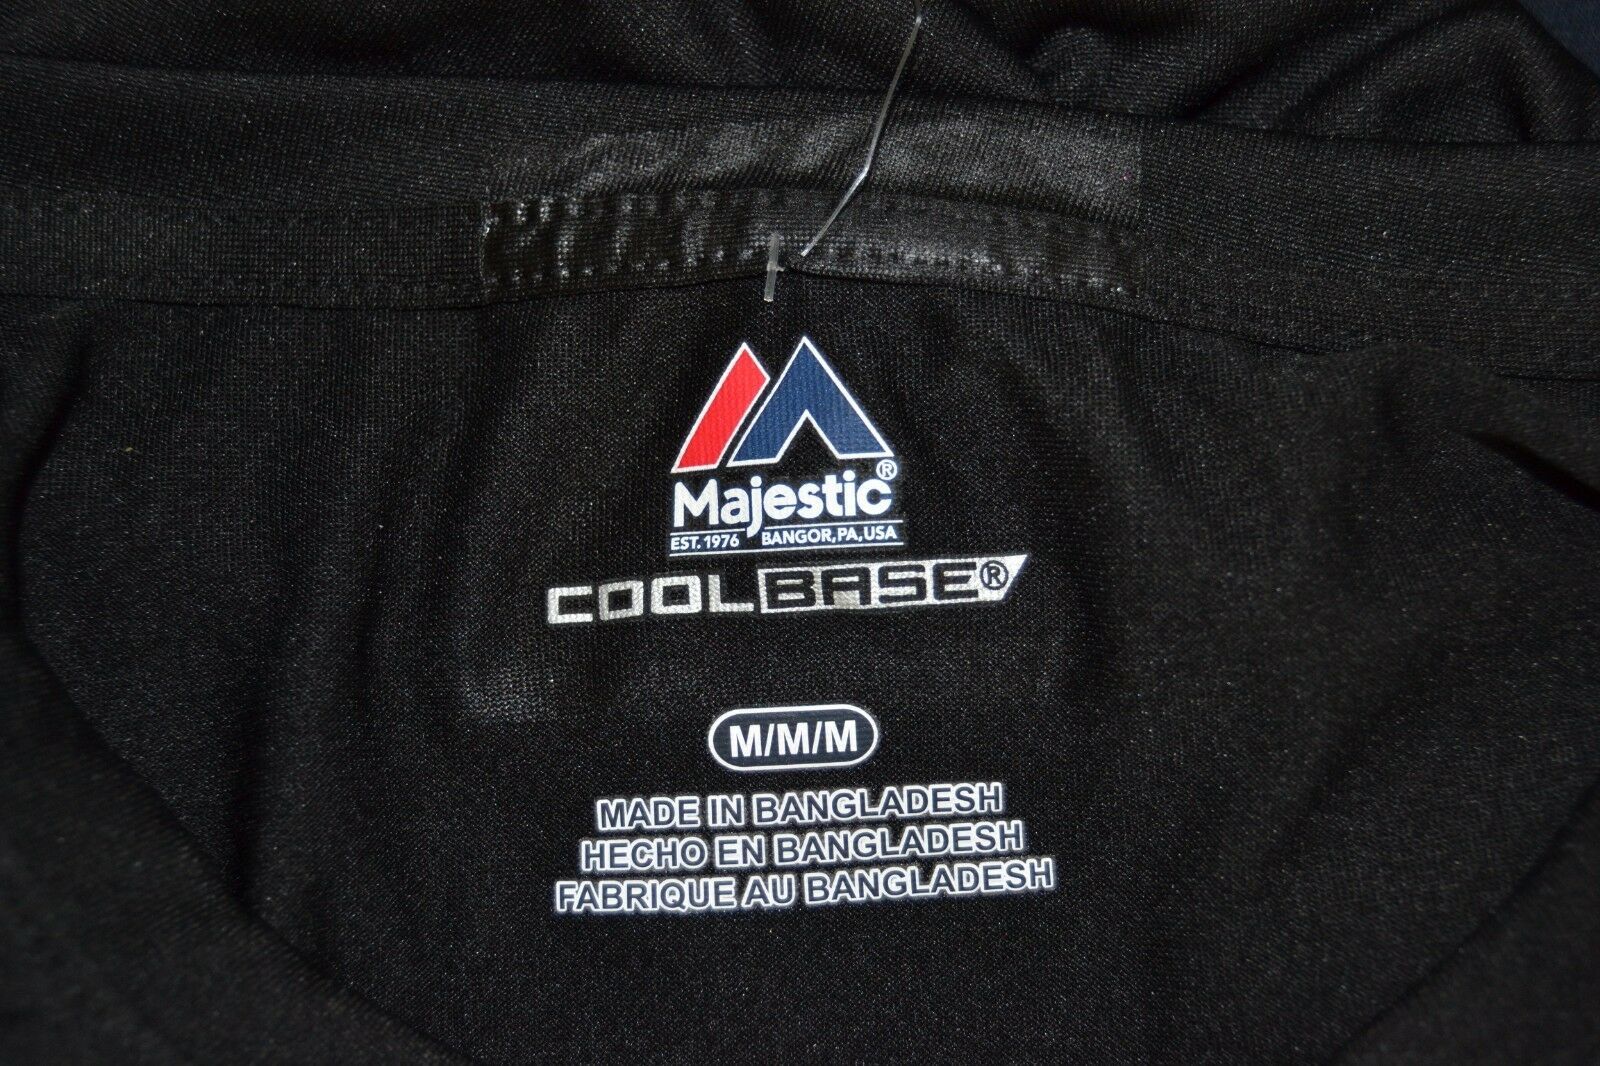 Majestic®
EST. 1976 BANGOR, PA, USA
COOLBASE®
M/M/M
MADE IN BANGLADESH
HECHO EN BANGLADESH
FABRIQUE AU BANGLADESH